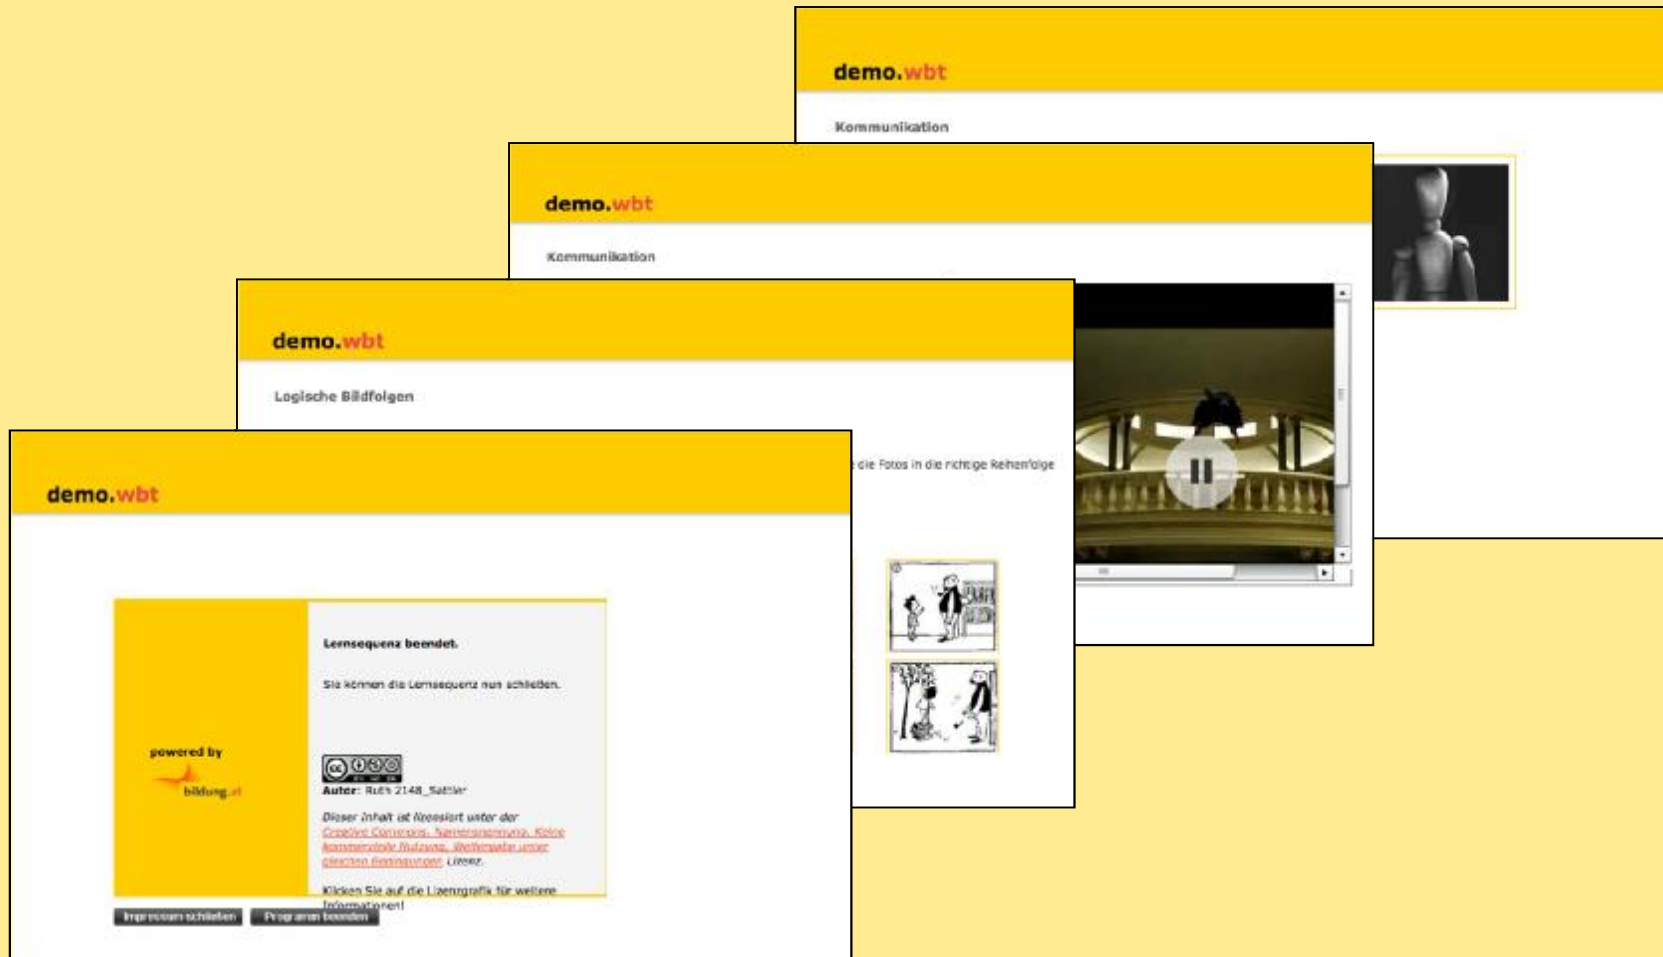 demo.wbt
Kommunikation
demo.wbt
Kommunikation
demo.wbt
Logische Bildfolgen
die Fotos in die richtige Reihenfolge
demo.wbt
Lernsequenz beendet.
Sie können die Lernsequenz nun schließen.
powered by
bildung.at
Autor: Ruth 2148_Sattler
Dieser Inhalt ist lizensiert unter der
Creative Commons, Namensnennung, Keine
kommerzielle Nutzung, Weitergabe unter
gleichen Bedingungen Lizenz.
Klicken Sie auf die Lizenzgrafik für weitere
Informationen!
Impressum schließen
Programm beenden